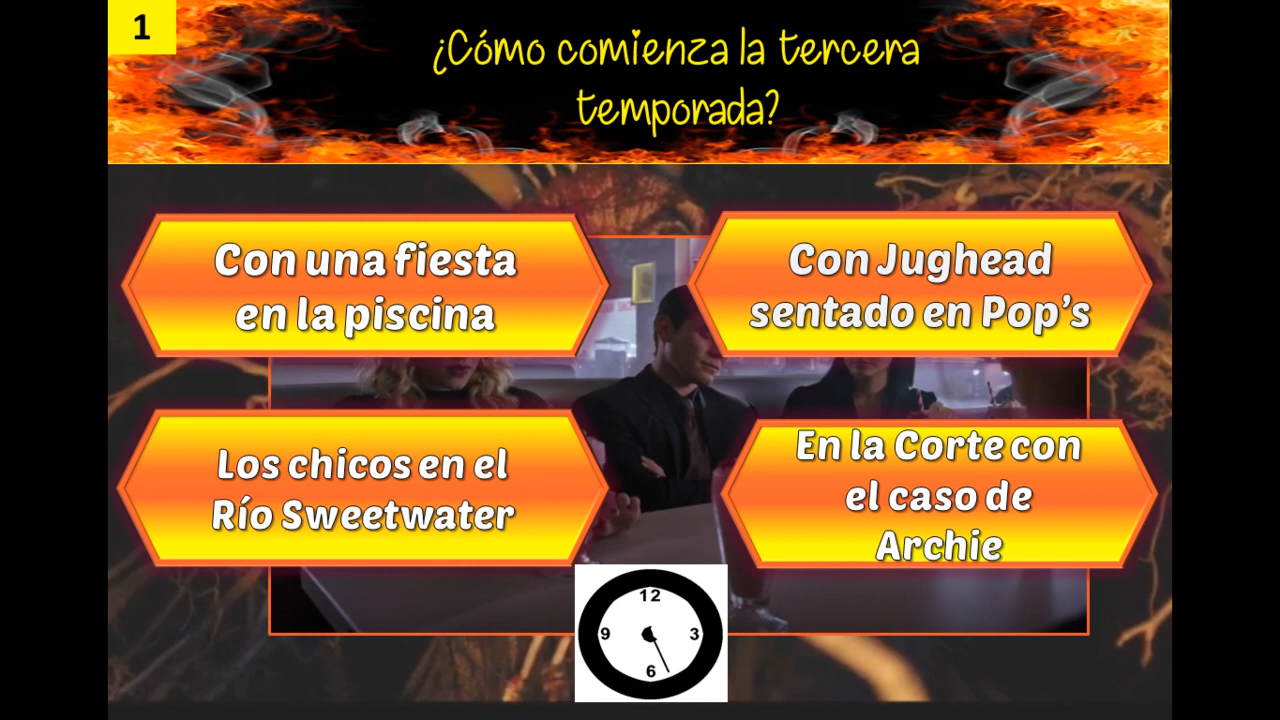 1
¿Cómo comienza la tercera
temporada?
Con una fiesta
en la piscina
Con Jughead
sentado en Pop’s
Los chicos en el
Río Sweetwater
En la Corte con
el caso de
Archie
12
9
3
6